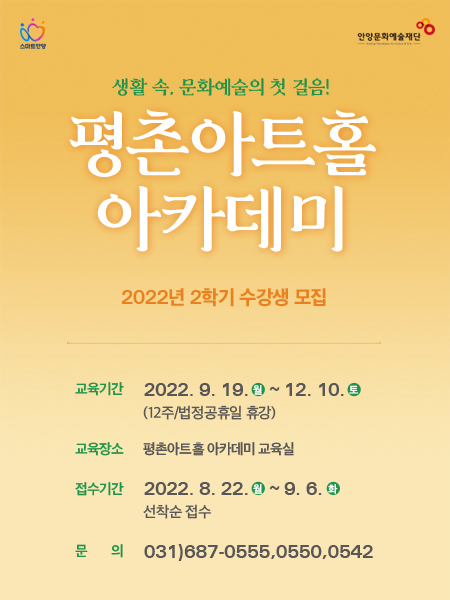 스마트안양
안양문화예술재단
생활 속, 문화예술의 첫 걸음!
평촌아트홀
아카데미
2022년 2학기 수강생 모집
교육기간 2022. 9. 19. 월 ~ 12. 10. 토
(12주/법정공휴일 휴강)
교육장소 평촌아트홀 아카데미 교육실
접수기간 2022. 8. 22. 월 ~ 9. 6. 화
선착순 접수
문 의 031)687-0555,0550,0542